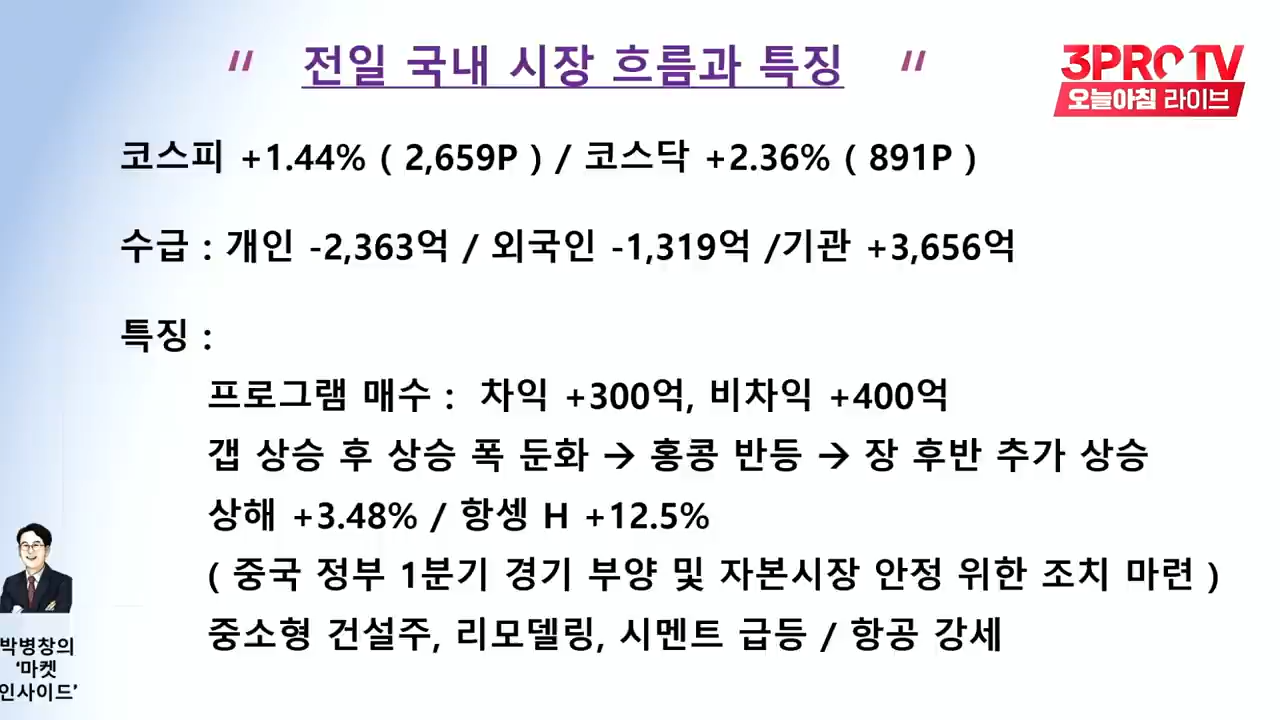 〃 전일 국내 시장 흐름과 특징 〃
3PROTV
오늘아침 라이브
코스피 +1.44% ( 2,659P ) / 코스닥 +2.36% ( 891P )
수급 : 개인 -2,363억 / 외국인 -1,319억 /기관 +3,656억
특징 :
프로그램 매수 : 차익 +300억, 비차익 +400억
갭 상승 후 상승 폭 둔화 → 홍콩 반등 → 장 후반 추가 상승
상해 +3.48% / 항셍 H +12.5%
( 중국 정부 1분기 경기 부양 및 자본시장 안정 위한 조치 마련 )
중소형 건설주, 리모델링, 시멘트 급등 / 항공 강세
박병창의
‘마켓
인사이드’